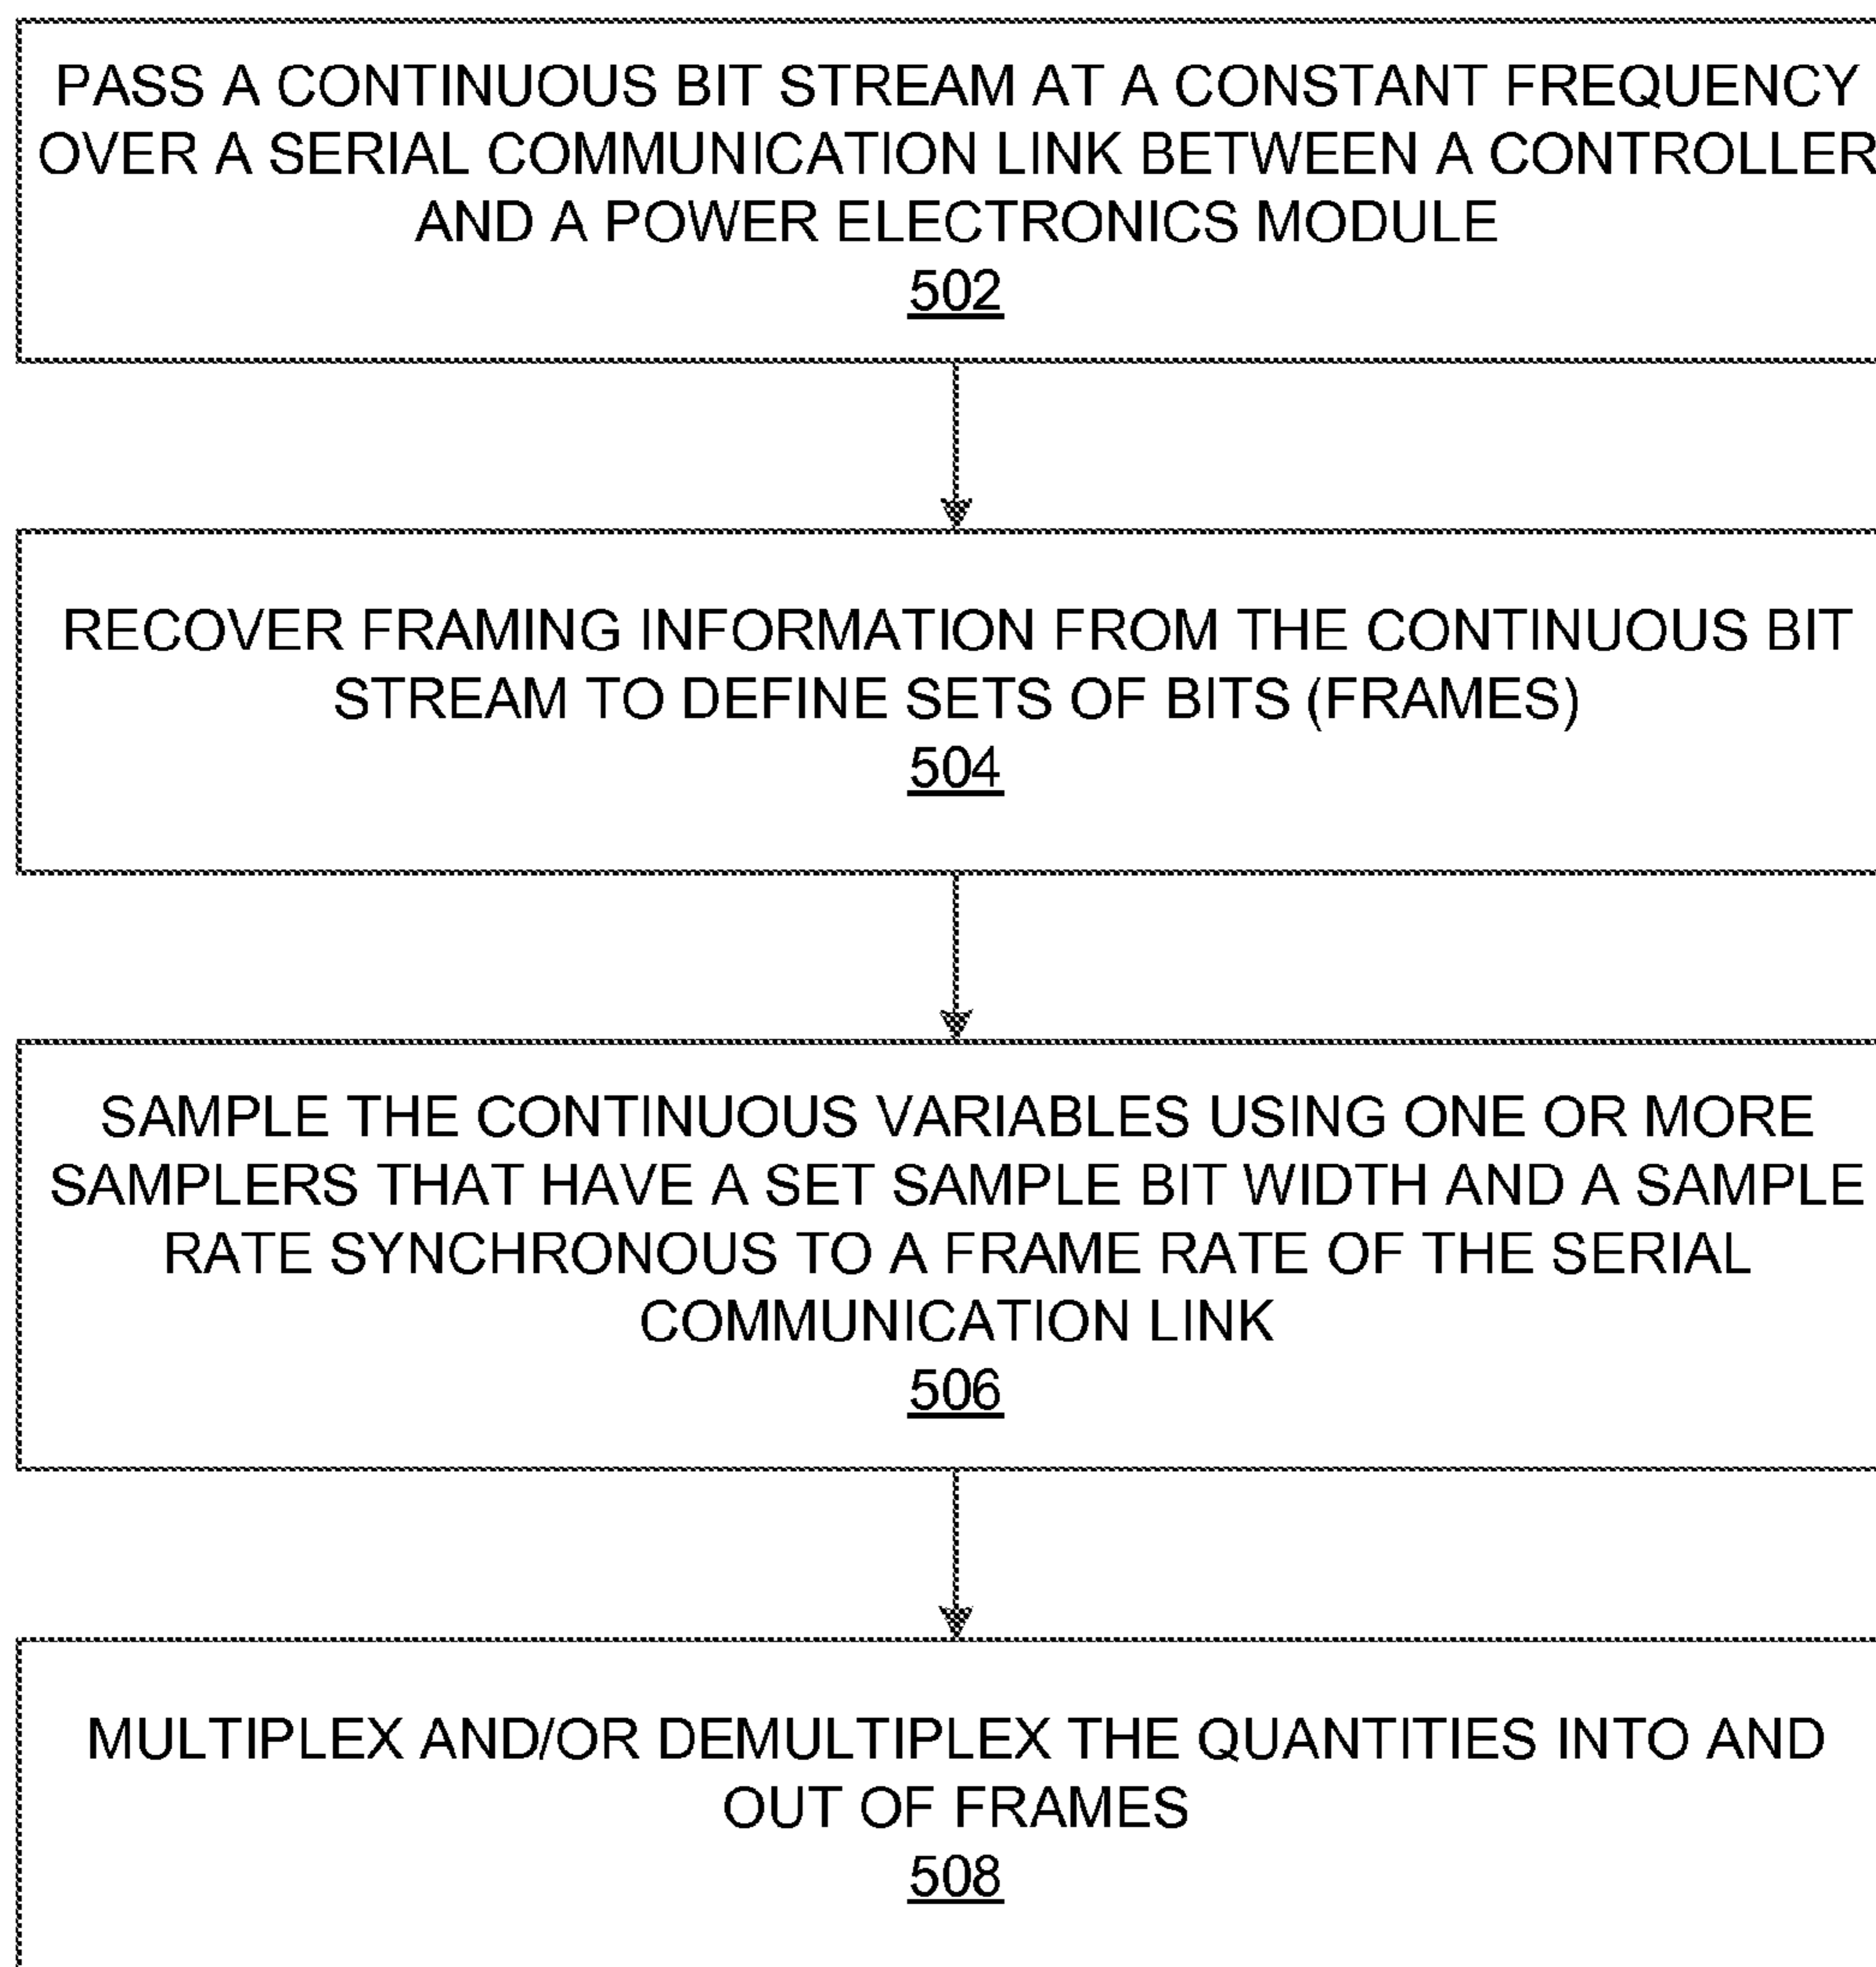 PASS A CONTINUOUS BIT STREAM AT A CONSTANT FREQUENCY
OVER A SERIAL COMMUNICATION LINK BETWEEN A CONTROLLER
AND A POWER ELECTRONICS MODULE
502
RECOVER FRAMING INFORMATION FROM THE CONTINUOUS BIT
STREAM TO DEFINE SETS OF BITS (FRAMES)
504
SAMPLE THE CONTINUOUS VARIABLES USING ONE OR MORE
SAMPLERS THAT HAVE A SET SAMPLE BIT WIDTH AND A SAMPLE
RATE SYNCHRONOUS TO A FRAME RATE OF THE SERIAL
COMMUNICATION LINK
506
MULTIPLEX AND/OR DEMULTIPLEX THE QUANTITIES INTO AND
OUT OF FRAMES
508